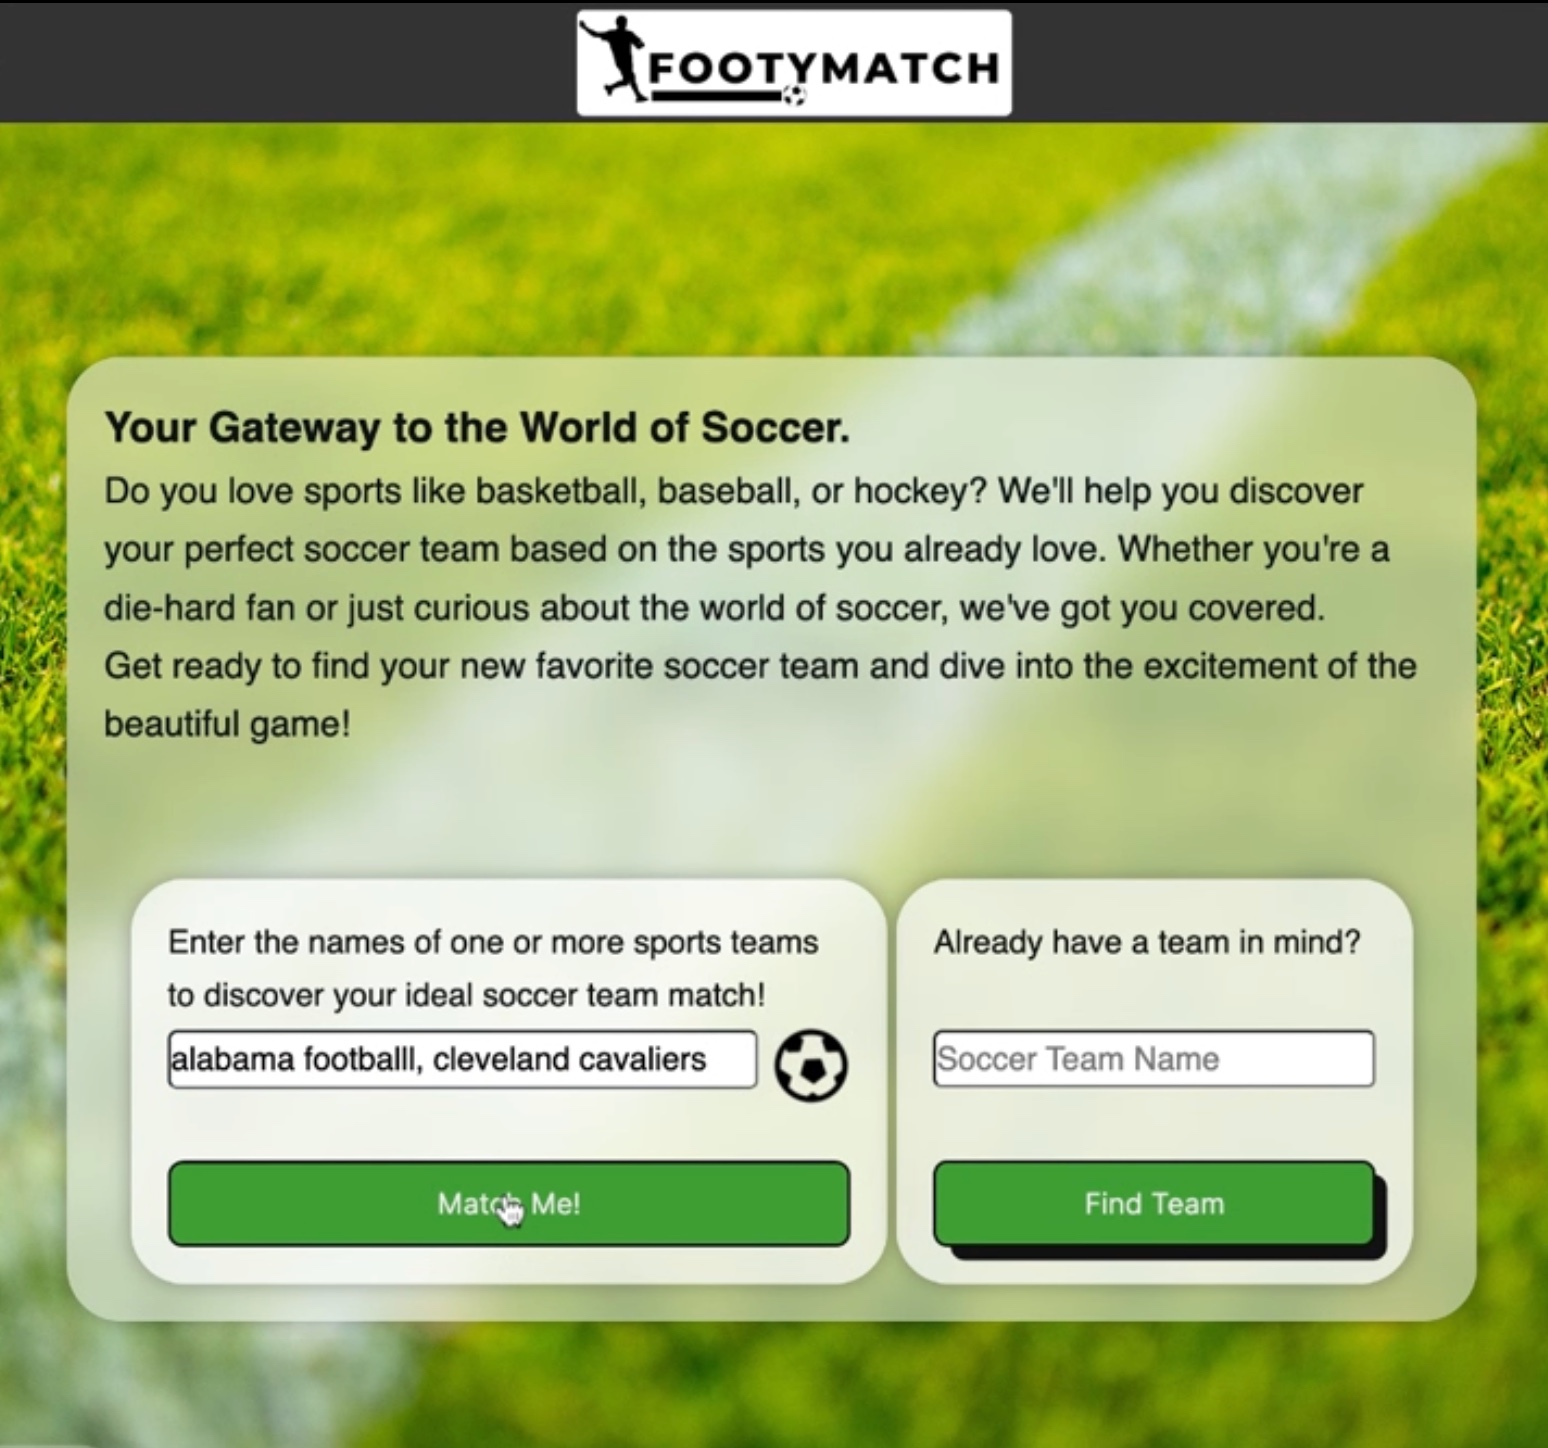 FOOTYMATCH
Your Gateway to the World of Soccer.
Do you love sports like basketball, baseball, or hockey? We'll help you discover
your perfect soccer team based on the sports you already love. Whether you're a
die-hard fan or just curious about the world of soccer, we've got you covered.
Get ready to find your new favorite soccer team and dive into the excitement of the
beautiful game!
Enter the names of one or more sports teams
to discover your ideal soccer team match!
alabama footballl, cleveland cavaliers
Match Me!
Already have a team in mind?
Soccer Team Name
Find Team